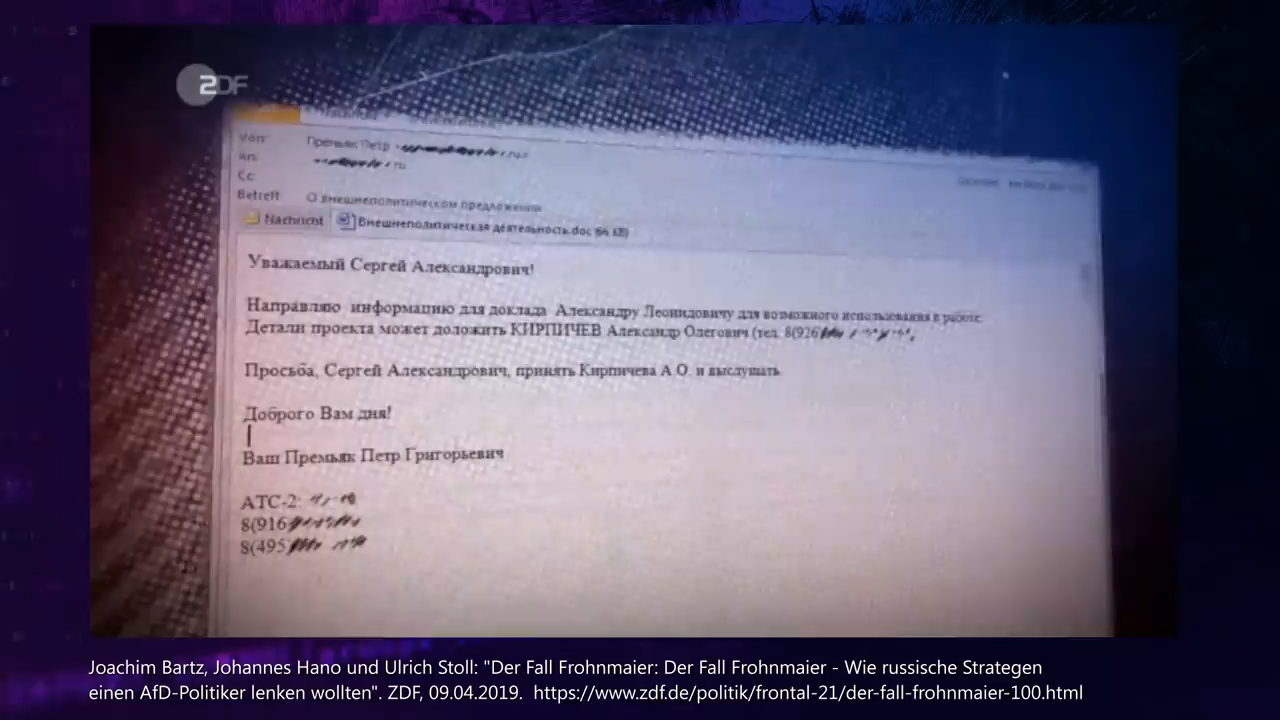 ZDF
Von: Премьяк Петр
An:
Cc:
Betreff: О внешнеполитическом предложении
Nachricht Внешнеполитическая деятельность.doc (66 KB)
Уважаемый Сергей Александрович!
Направляю информацию для доклада Александру Леонидовичу для возможного использования в работе.
Детали проекта может доложить КИРПИЧЕВ Александр Олегович (тел. 8(926)
Просьба, Сергей Александрович, принять Кирпичева А.О. и выслушать.
Доброго Вам дня!
Ваш Премьяк Петр Григорьевич
АТС-2:
8(916)
8(495)
Joachim Bartz, Johannes Hano und Ulrich Stoll: "Der Fall Frohnmaier: Der Fall Frohnmaier - Wie russische Strategen
einen AfD-Politiker lenken wollten". ZDF, 09.04.2019. https://www.zdf.de/politik/frontal-21/der-fall-frohnmaier-100.html